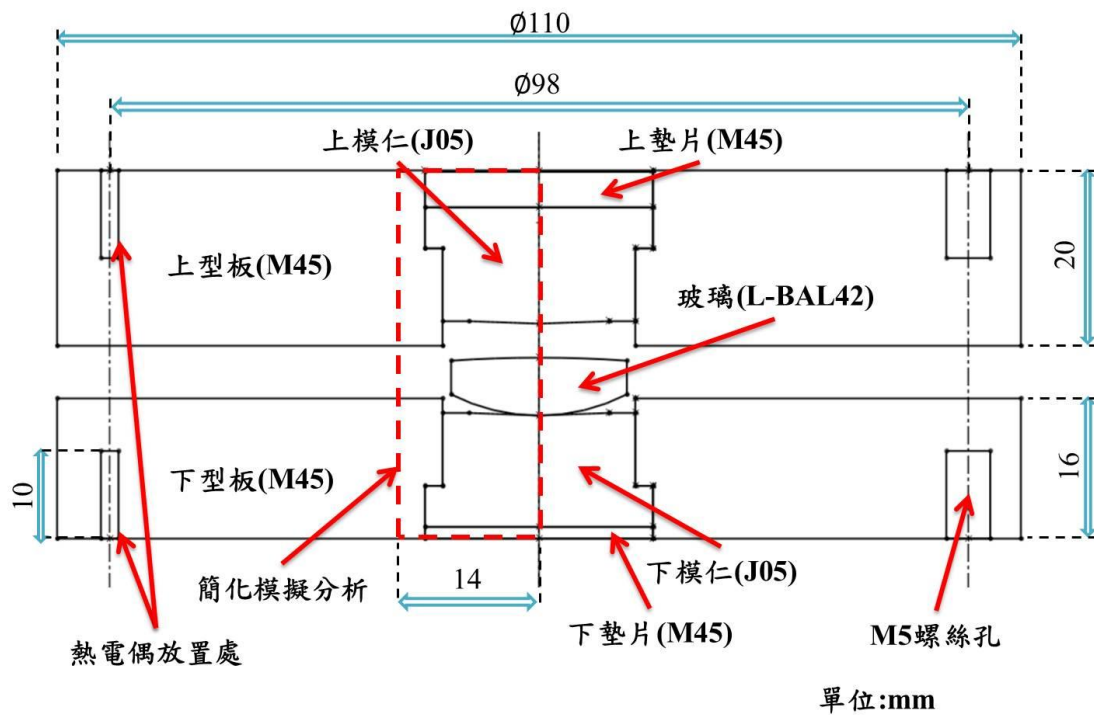 Ø110
Ø98
上模仁(J05)
上墊片(M45)
上型板(M45)
20
玻璃(L-BAL42)
下型板(M45)
10
16
簡化模擬分析
14
下模仁(J05)
下墊片(M45)
熱電偶放置處
M5螺絲孔
單位:mm